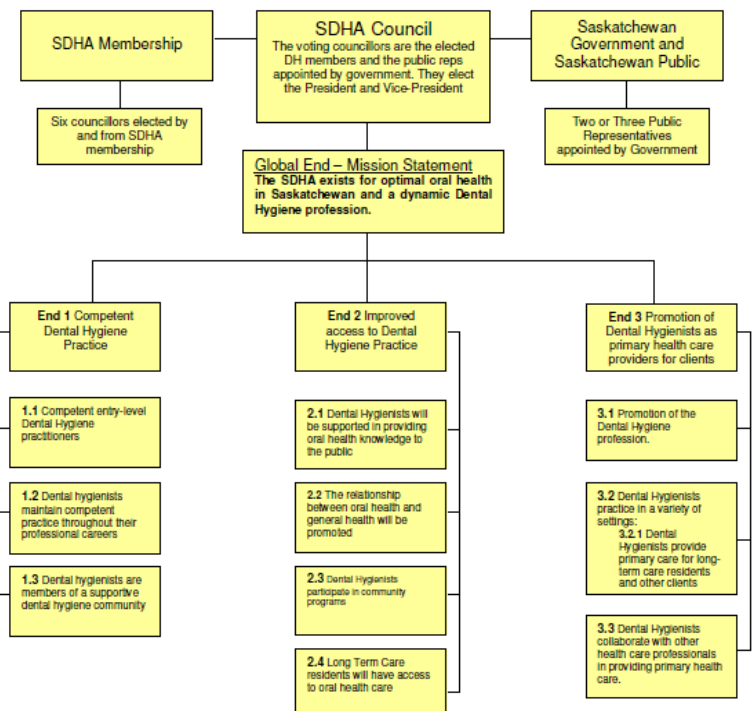 SDHA Membership
SDHA Council
The voting councillors are the elected
DH members and the public reps
appointed by government. They elect
the President and Vice-President
Saskatchewan
Government and
Saskatchewan Public
Six councillors elected by
and from SDHA
membership
Two or Three Public
Representatives
appointed by Government
Global End – Mission Statement
The SDHA exists for optimal oral health
in Saskatchewan and a dynamic Dental
Hygiene profession.
End 1 Competent
Dental Hygiene
Practice
1.1 Competent entry-level
Dental Hygiene
practitioners
1.2 Dental hygienists
maintain competent
practice throughout their
professional careers
1.3 Dental hygienists are
members of a supportive
dental hygiene community
End 2 Improved
access to Dental
Hygiene Practice
2.1 Dental Hygienists will
be supported in providing
oral health knowledge to
the public
2.2 The relationship
between oral health and
general health will be
promoted
2.3 Dental Hygienists
participate in community
programs
2.4 Long Term Care
residents will have access
to oral health care
End 3 Promotion of
Dental Hygienists as
primary health care
providers for clients
3.1 Promotion of the
Dental Hygiene
profession.
3.2 Dental Hygienists
practice in a variety of
settings:
3.2.1 Dental
Hygienists provide
primary care for long-
term care residents
and other clients
3.3 Dental Hygienists
collaborate with other
health care professionals
in providing primary health
care.